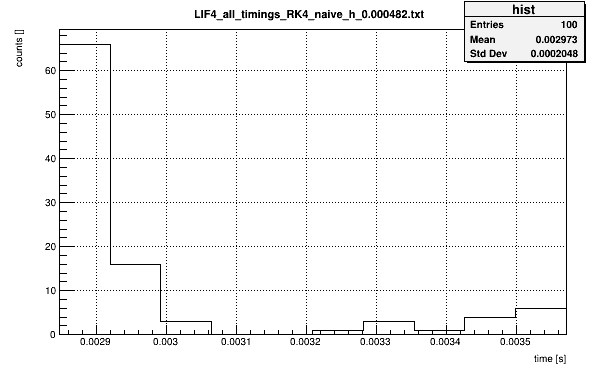 LIF4_all_timings_RK4_naive_h_0.000482.txt
hist
Entries 100
Mean 0.002973
Std Dev 0.0002048
counts []
60
50
40
30
20
10
0
0.0029 0.003 0.0031 0.0032 0.0033 0.0034 0.0035
time [s]